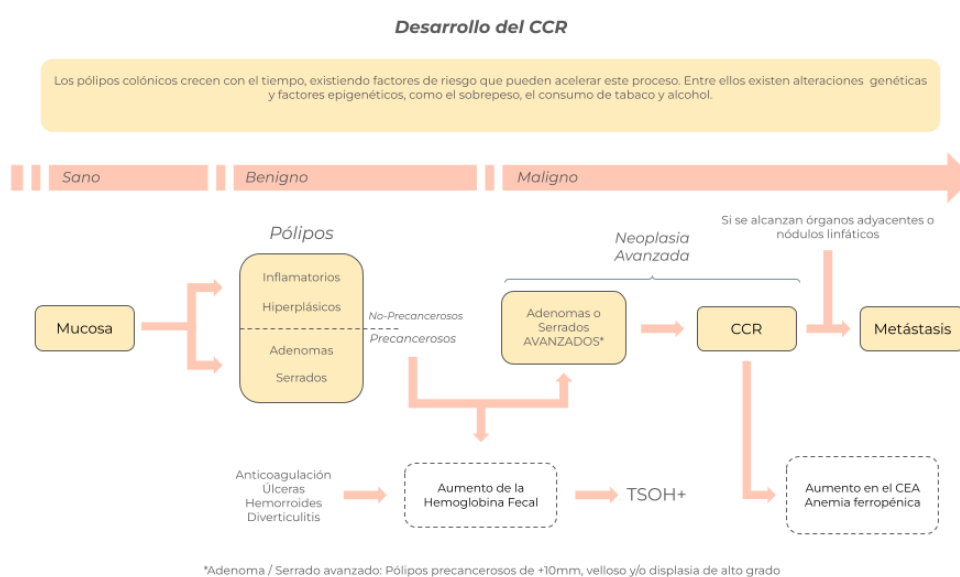 Desarrollo del CCR
Los pólipos colónicos crecen con el tiempo, existiendo factores de riesgo que pueden acelerar este proceso. Entre ellos existen alteraciones genéticas
y factores epigenéticos, como el sobrepeso, el consumo de tabaco y alcohol.
Sano
Benigno
Maligno
Si se alcanzan órganos adyacentes o
nódulos linfáticos
Pólipos
Neoplasia
Avanzada
Inflamatorios
Hiperplásicos
No-Precancerosos
Precancerosos
Adenomas
Serrados
Mucosa
Adenomas o
Serrados
AVANZADOS*
CCR
Metástasis
Anticoagulación
Úlceras
Hemorroides
Diverticulitis
Aumento de la
Hemoglobina Fecal
TSOH+
Aumento en el CEA
Anemia ferropénica
*Adenoma / Serrado avanzado: Pólipos precancerosos de +10mm, velloso y/o displasia de alto grado